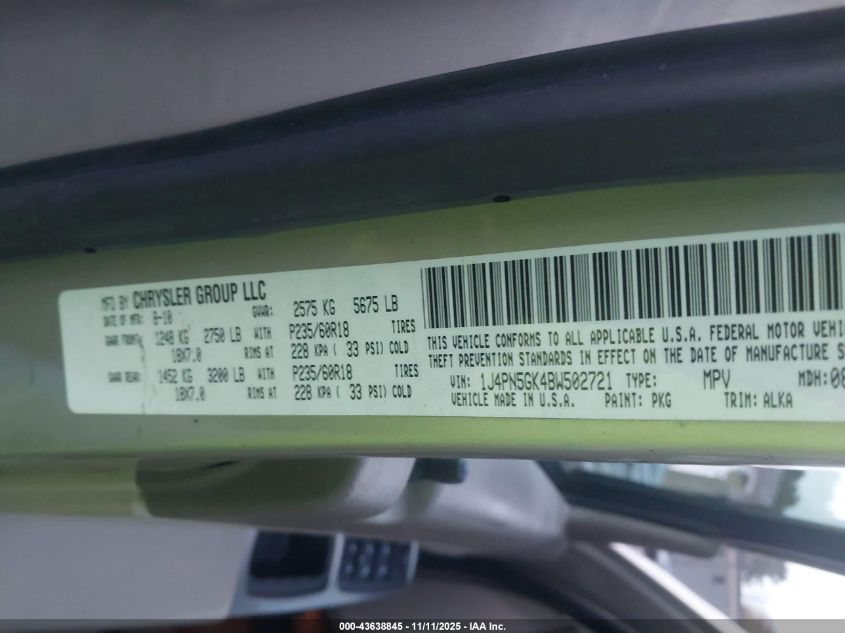 MFD BY CHRYSLER GROUP LLC
DATE OF MFR: 8-10 GVWR: 2575 KG 5675 LB
GAWR FRONT: 1248 KG 2750 LB WITH P235/60R18 TIRES
18X7.0 RIMS AT 228 KPA ( 33 PSI) COLD
GAWR REAR: 1452 KG 3200 LB WITH P235/60R18 TIRES
18X7.0 RIMS AT 228 KPA ( 33 PSI) COLD
THIS VEHICLE CONFORMS TO ALL APPLICABLE U.S.A. FEDERAL MOTOR VEHI
THEFT PREVENTION STANDARDS IN EFFECT ON THE DATE OF MANUFACTURE S
VIN: 1J4PN5GK4BW502721 TYPE: MPV MDH: 08
VEHICLE MADE IN U.S.A. PAINT: PKG TRIM: ALKA
000-43638845 - 11/11/2025 - IAA Inc.